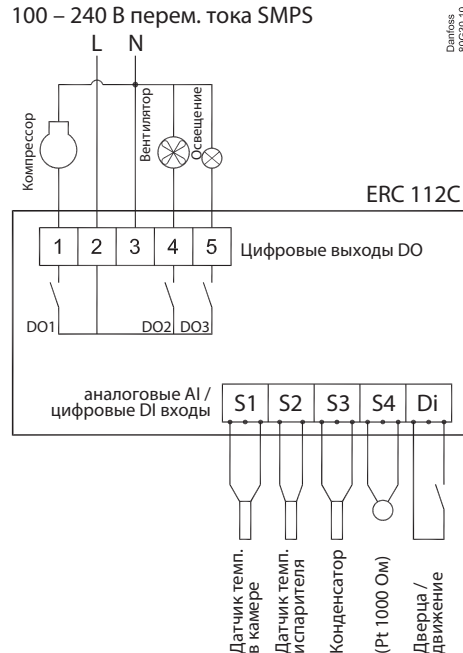 100 – 240 В перем. тока SMPS
Danfoss
L N
Компрессор
Вентилятор
Освещение
ERC 112C
1 2 3 4 5
Цифровые выходы DO
DO1 DO2 DO3
аналоговые AI /
цифровые DI входы
S1 S2 S3 S4 Di
Датчик темп.
в камере
Датчик темп.
испарителя
Конденсатор
(Pt 1000 Ом)
Дверца /
движение